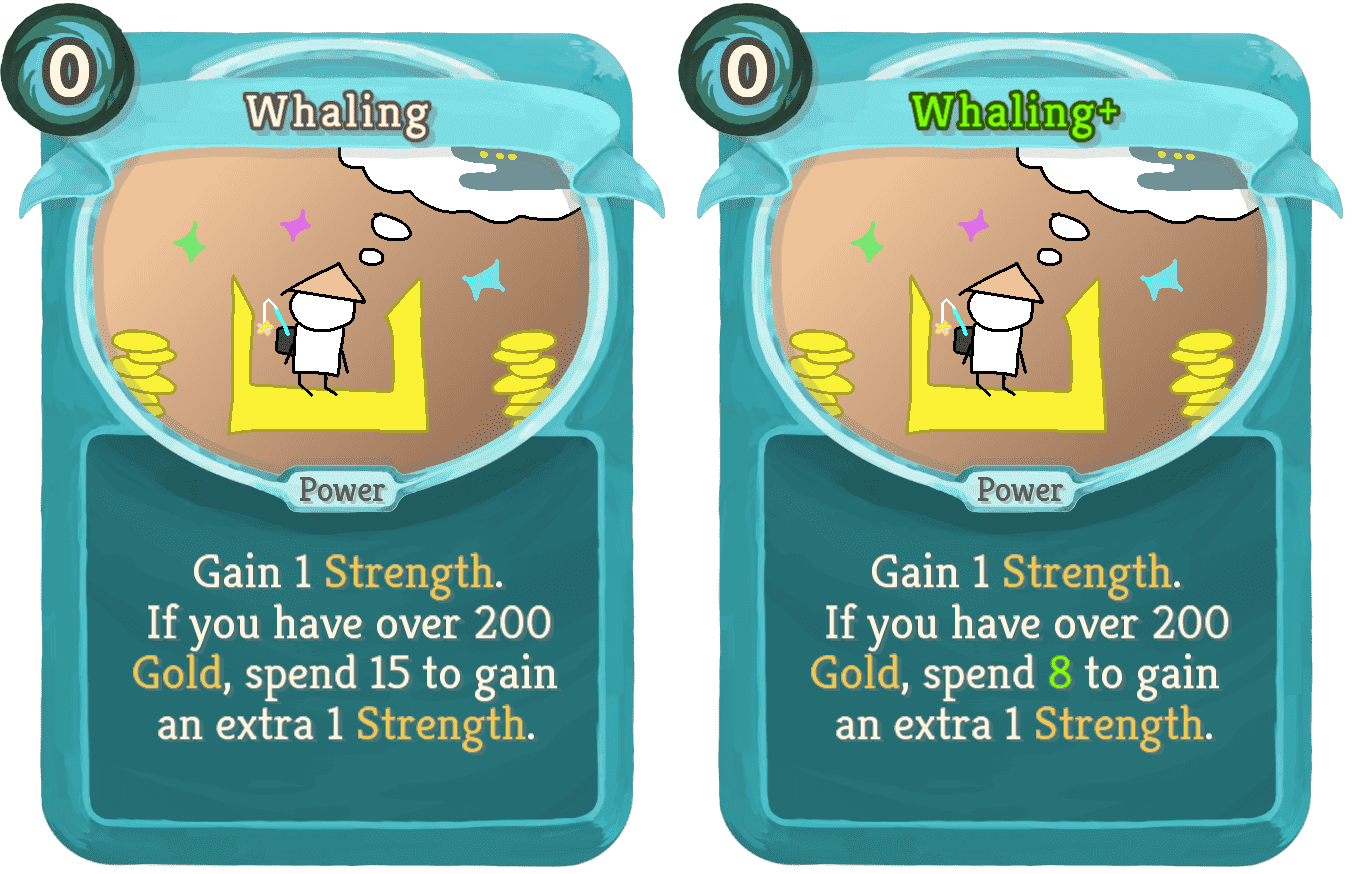 0
Whaling
Power
Gain 1 Strength.
If you have over 200
Gold, spend 15 to gain
an extra 1 Strength.
0
Whaling+
Power
Gain 1 Strength.
If you have over 200
Gold, spend 8 to gain
an extra 1 Strength.